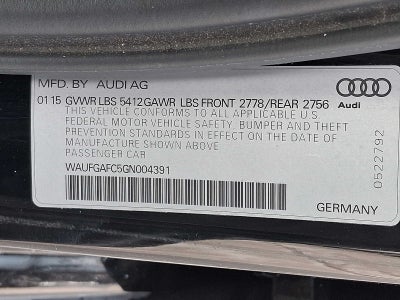 MFD. BY AUDI AG
01 15 GVWR LBS 5412 GAWR LBS FRONT 2778/REAR 2756
THIS VEHICLE CONFORMS TO ALL APPLICABLE U.S.
FEDERAL MOTOR VEHICLE SAFETY, BUMPER AND THEFT
PREVENTION STANDARDS IN EFFECT ON THE DATE OF
MANUFACTURE SHOWN ABOVE
PASSENGER CAR
WAUFGAFC5GN004391
Audi
0522792
GERMANY